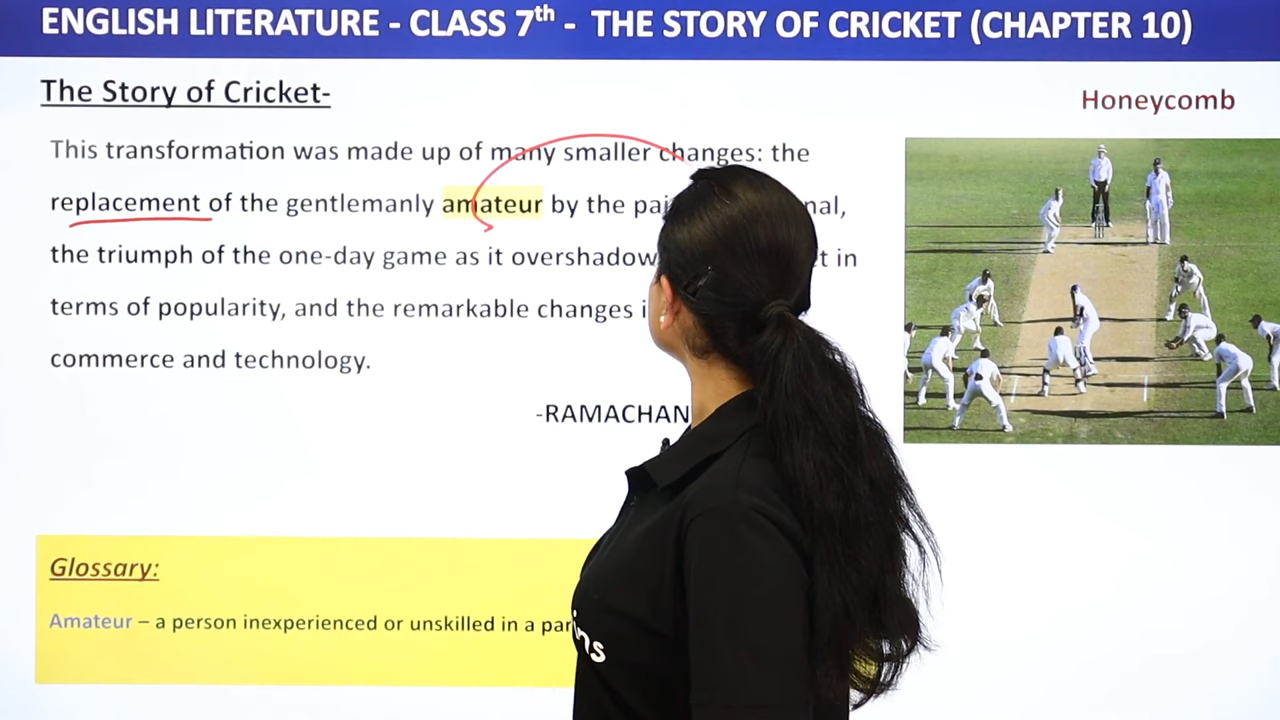 ENGLISH LITERATURE - CLASS 7th - THE STORY OF CRICKET (CHAPTER 10)
The Story of Cricket-
Honeycomb
This transformation was made up of many smaller changes: the
replacement of the gentlemanly amateur by the
the triumph of the one-day game as it in
terms of popularity, and the remarkable changes
commerce and technology.
Glossary:
Amateur – a person inexperienced or unskilled in a